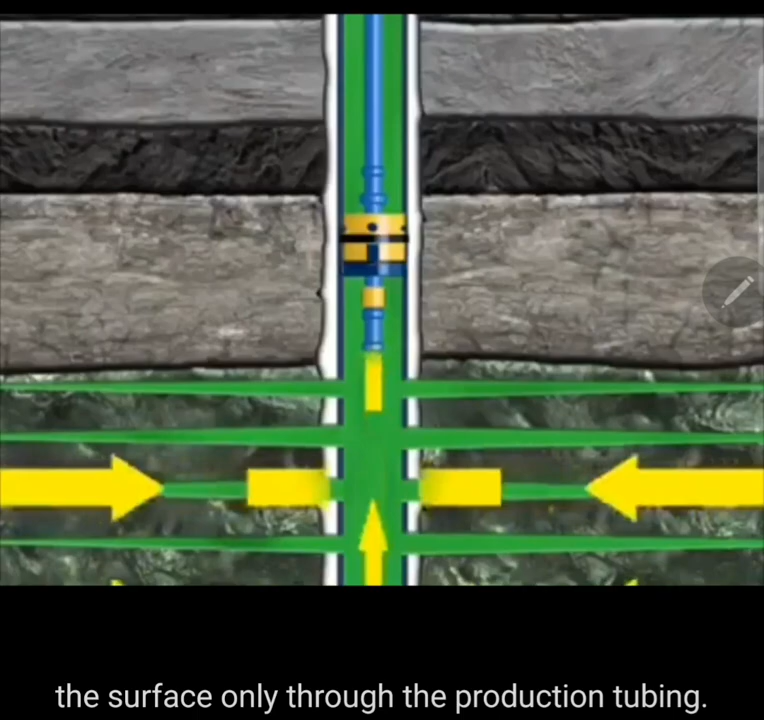 the surface only through the production tubing.